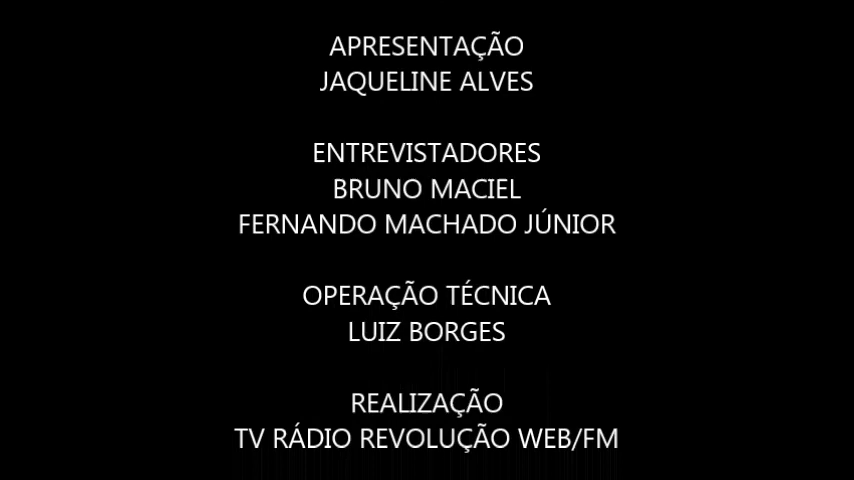 APRESENTAÇÃO
JAQUELINE ALVES
ENTREVISTADORES
BRUNO MACIEL
FERNANDO MACHADO JÚNIOR
OPERAÇÃO TÉCNICA
LUIZ BORGES
REALIZAÇÃO
TV RÁDIO REVOLUÇÃO WEB/FM